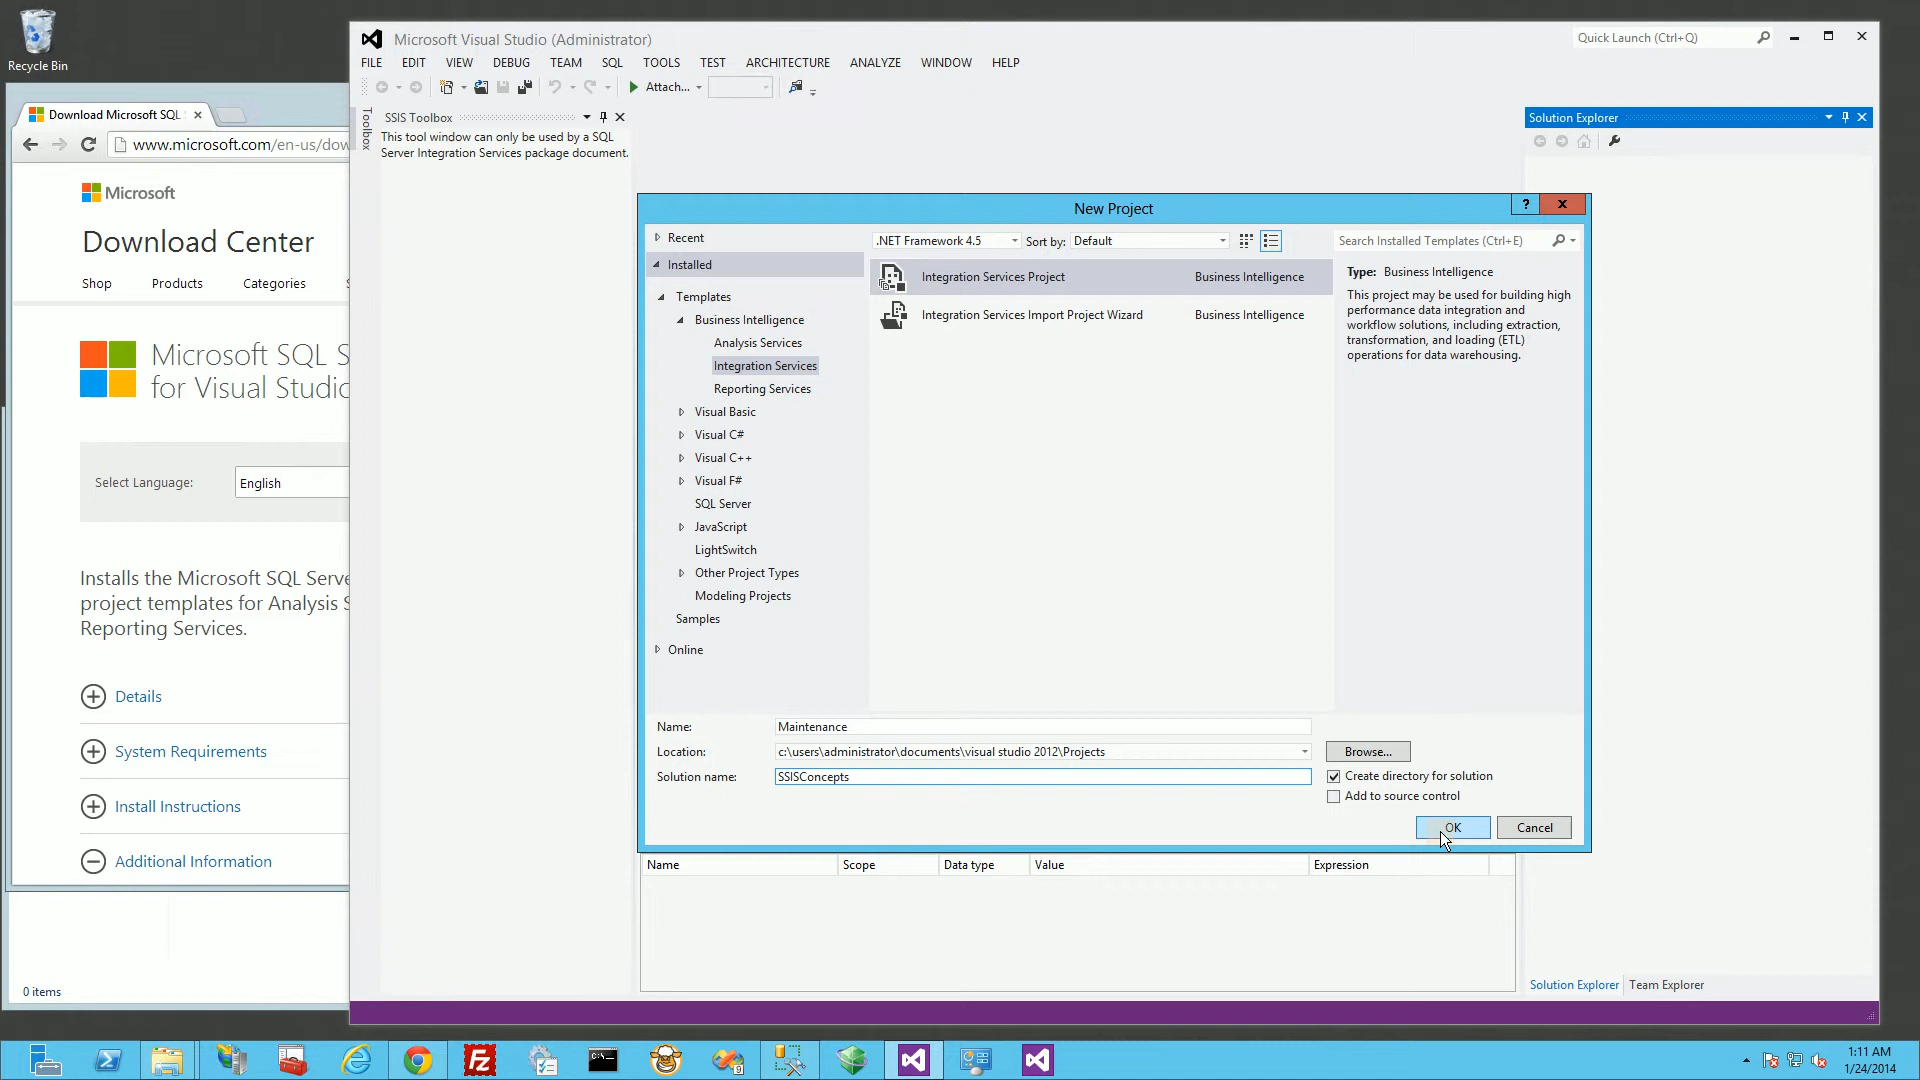 Recycle Bin
Download Microsoft SQL
www.microsoft.com/en-us/dow
Microsoft
Download Center
Shop Products Categories
Microsoft SQL S
for Visual Studio
Select Language: English
Installs the Microsoft SQL Serve
project templates for Analysis S
Reporting Services.
Details
System Requirements
Install Instructions
Additional Information
0 items
Microsoft Visual Studio (Administrator)
Quick Launch (Ctrl+Q)
FILE EDIT VIEW DEBUG TEAM SQL TOOLS TEST ARCHITECTURE ANALYZE WINDOW HELP
Attach...
Toolbox
SSIS Toolbox
This tool window can only be used by a SQL
Server Integration Services package document.
Solution Explorer
New Project
?
Recent
Installed
Templates
Business Intelligence
Analysis Services
Integration Services
Reporting Services
Visual Basic
Visual C#
Visual C++
Visual F#
SQL Server
JavaScript
LightSwitch
Other Project Types
Modeling Projects
Samples
Online
.NET Framework 4.5 Sort by: Default
Search Installed Templates (Ctrl+E)
Integration Services Project Business Intelligence
Integration Services Import Project Wizard Business Intelligence
Type: Business Intelligence
This project may be used for building high
performance data integration and
workflow solutions, including extraction,
transformation, and loading (ETL)
operations for data warehousing.
Name: Maintenance
Location: c:\users\administrator\documents\visual studio 2012\Projects
Browse...
Solution name: SSISConcepts
Create directory for solution
Add to source control
OK Cancel
Name Scope Data type Value Expression
Solution Explorer Team Explorer
1:11 AM
1/24/2014